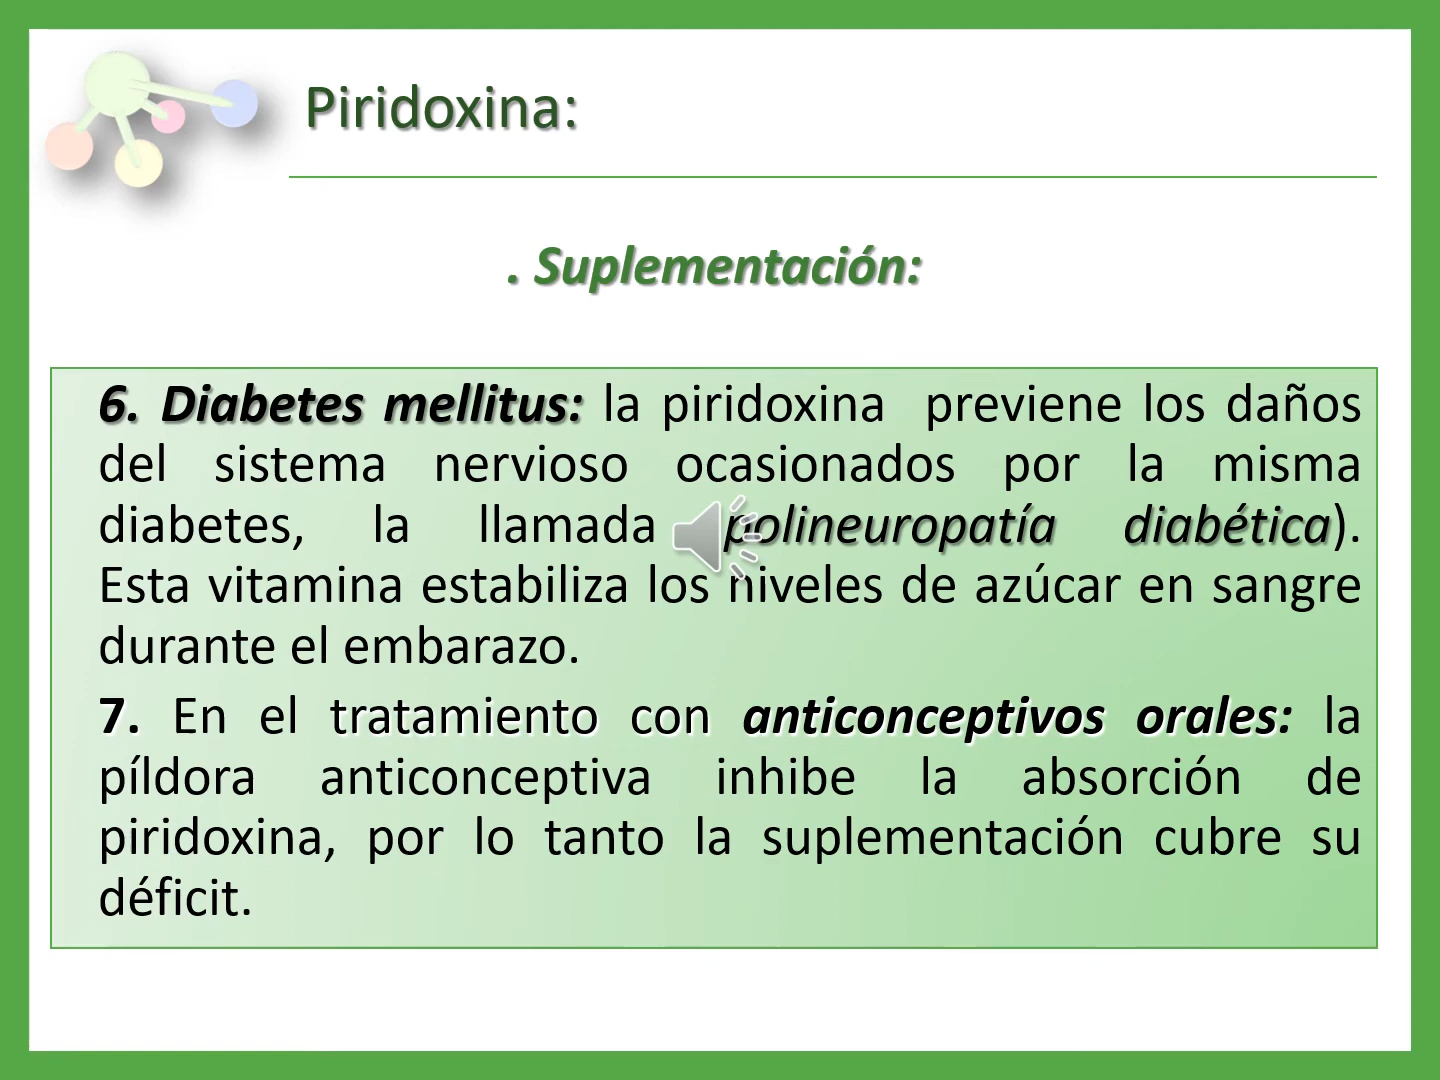 Piridoxina:
. Suplementación:
6. Diabetes mellitus: la piridoxina previene los daños
del sistema nervioso ocasionados por la misma
diabetes, la llamada polineuropatía diabética).
Esta vitamina estabiliza los niveles de azúcar en sangre
durante el embarazo.
7. En el tratamiento con anticonceptivos orales: la
píldora anticonceptiva inhibe la absorción de
piridoxina, por lo tanto la suplementación cubre su
déficit.